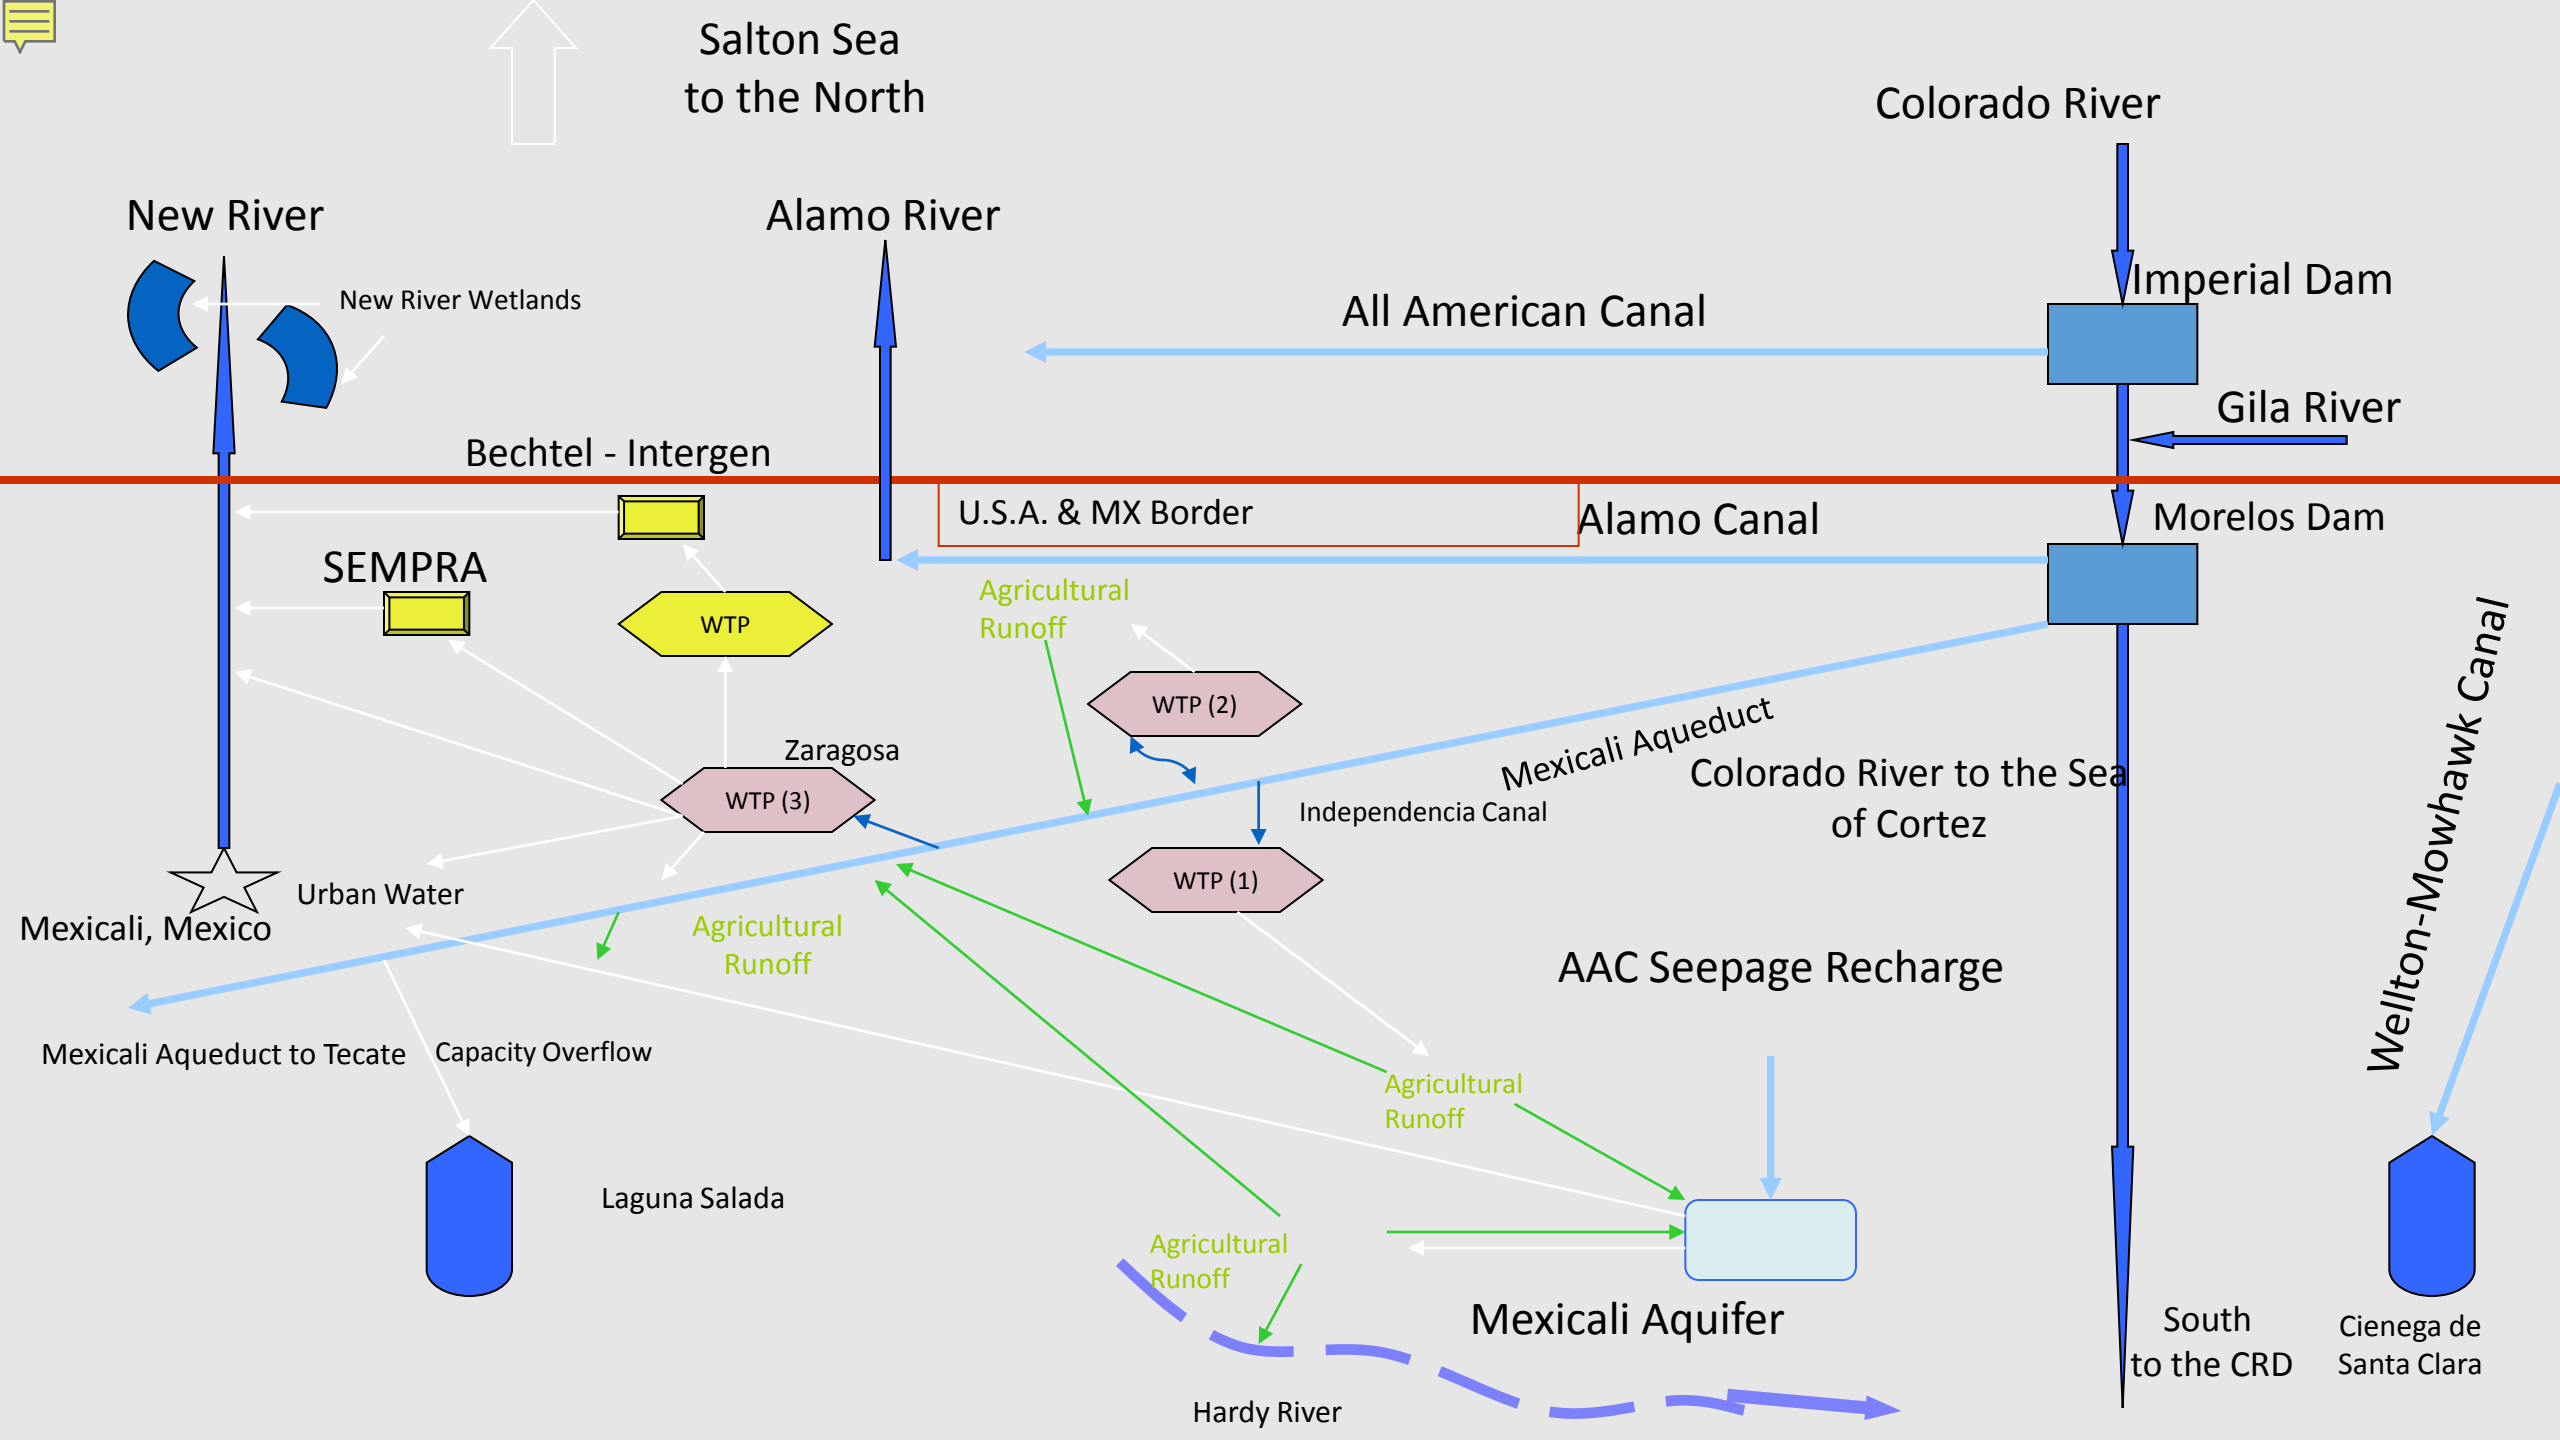 Salton Sea
to the North
Colorado River
New River
Alamo River
Imperial Dam
New River Wetlands
All American Canal
Gila River
Bechtel - Intergen
U.S.A. & MX Border
Alamo Canal
Morelos Dam
SEMPRA
Agricultural
Runoff
WTP
WTP (2)
Mexicali Aqueduct
Wellton-Mowhawk Canal
Zaragosa
WTP (3)
Colorado River to the Sea
of Cortez
Independencia Canal
WTP (1)
Urban Water
Mexicali, Mexico
Agricultural
Runoff
AAC Seepage Recharge
Mexicali Aqueduct to Tecate
Capacity Overflow
Agricultural
Runoff
Laguna Salada
Agricultural
Runoff
Mexicali Aquifer
South
to the CRD
Cienega de
Santa Clara
Hardy River